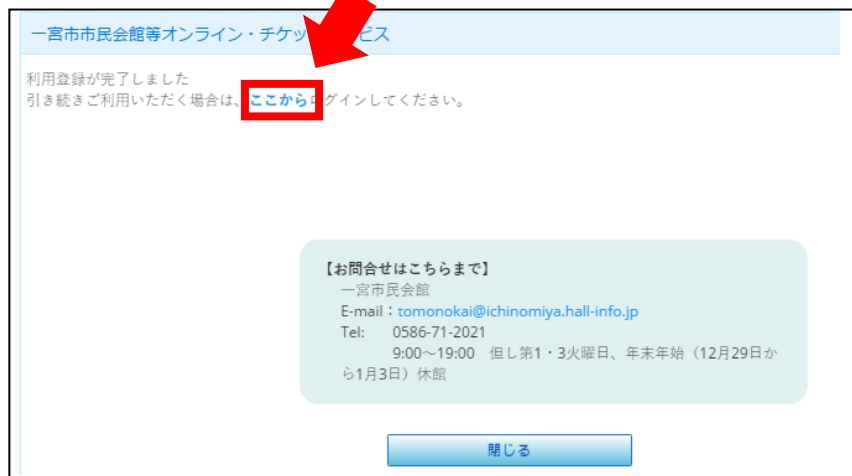 一宮市市民会館等オンライン・チケッ ビス
利用登録が完了しました
引き続きご利用いただく場合は、ここからログインしてください。
【お問合せはこちらまで】
一宮市民会館
E-mail：tomonokai@ichinomiya.hall-info.jp
Tel: 0586-71-2021
9:00～19:00 但し第1・3火曜日、年末年始（12月29日か
ら1月3日）休館
閉じる